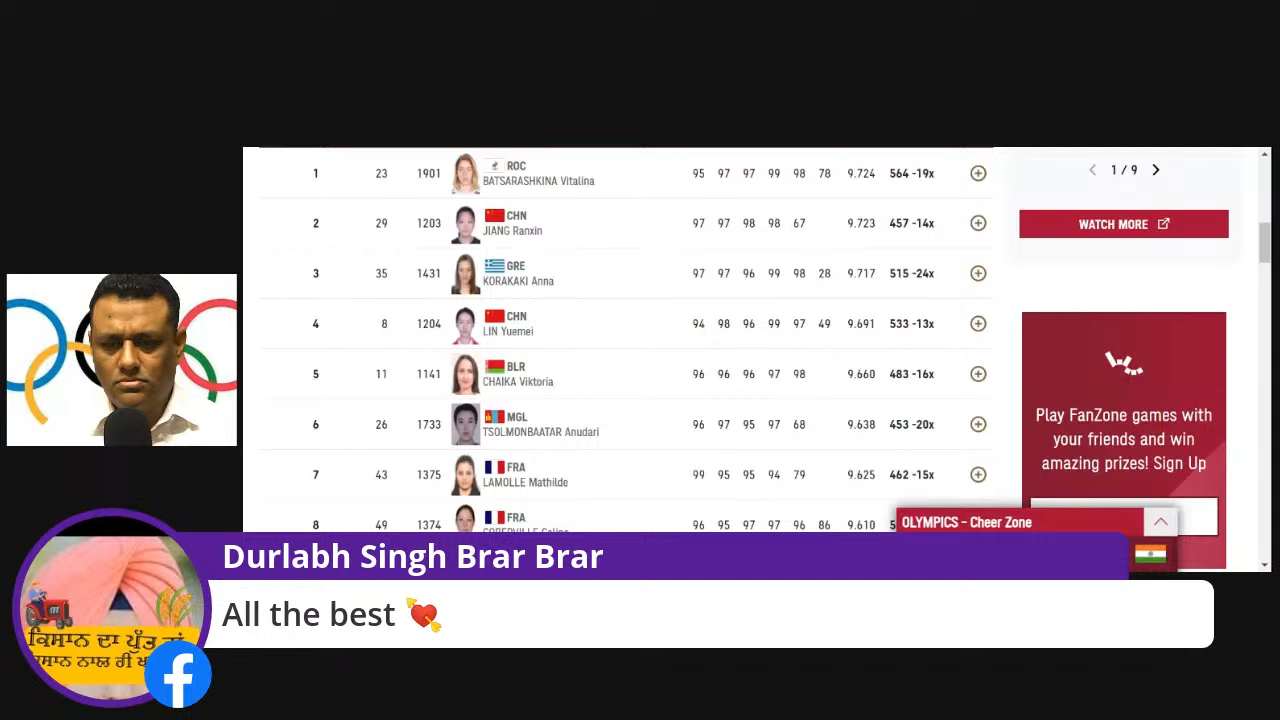 1 23 1901 ROC 95 97 97 99 98 78 9.724 564 -19x
BATSARASHKINA Vitalina
2 29 1203 CHN 97 97 98 98 67 9.723 457 -14x
JIANG Ranxin
3 35 1431 GRE 97 97 96 99 98 28 9.717 515 -24x
KORAKAKI Anna
4 8 1204 CHN 94 98 96 99 97 49 9.691 533 -13x
LIN Yuemei
5 11 1141 BLR 96 96 96 97 98 9.660 483 -16x
CHAIKA Viktoria
6 26 1733 MGL 96 97 95 97 68 9.638 453 -20x
TSOLMONBAATAR Anudari
7 43 1375 FRA 99 95 95 94 79 9.625 462 -15x
LAMOLLE Mathilde
8 49 1374 FRA 96 95 97 97 96 86 9.610
1 / 9
WATCH MORE
Play FanZone games with
your friends and win
amazing prizes! Sign Up
OLYMPICS - Cheer Zone
Durlabh Singh Brar Brar
All the best 💘
ਕਿਸਾਨ ਦਾ ਪੁੱਤ ਹਾਂ
ਕਿਸਾਨ ਨਾਲ ਹੀ